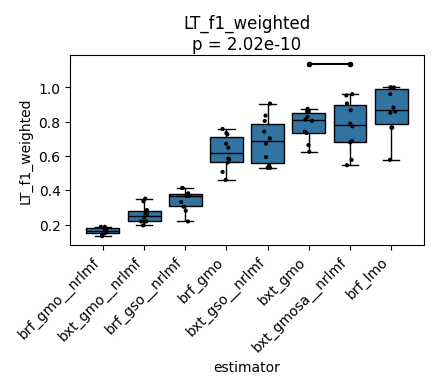 LT_f1_weighted
p = 2.02e-10
LT_f1_weighted
1.0
0.8
0.6
0.4
0.2
brf_gmo__nrlmf
bxt_gmo__nrlmf
brf_gso__nrlmf
brf_gmo
bxt_gso__nrlmf
bxt_gmo
bxt_gmosa__nrlmf
brf_lmo
estimator